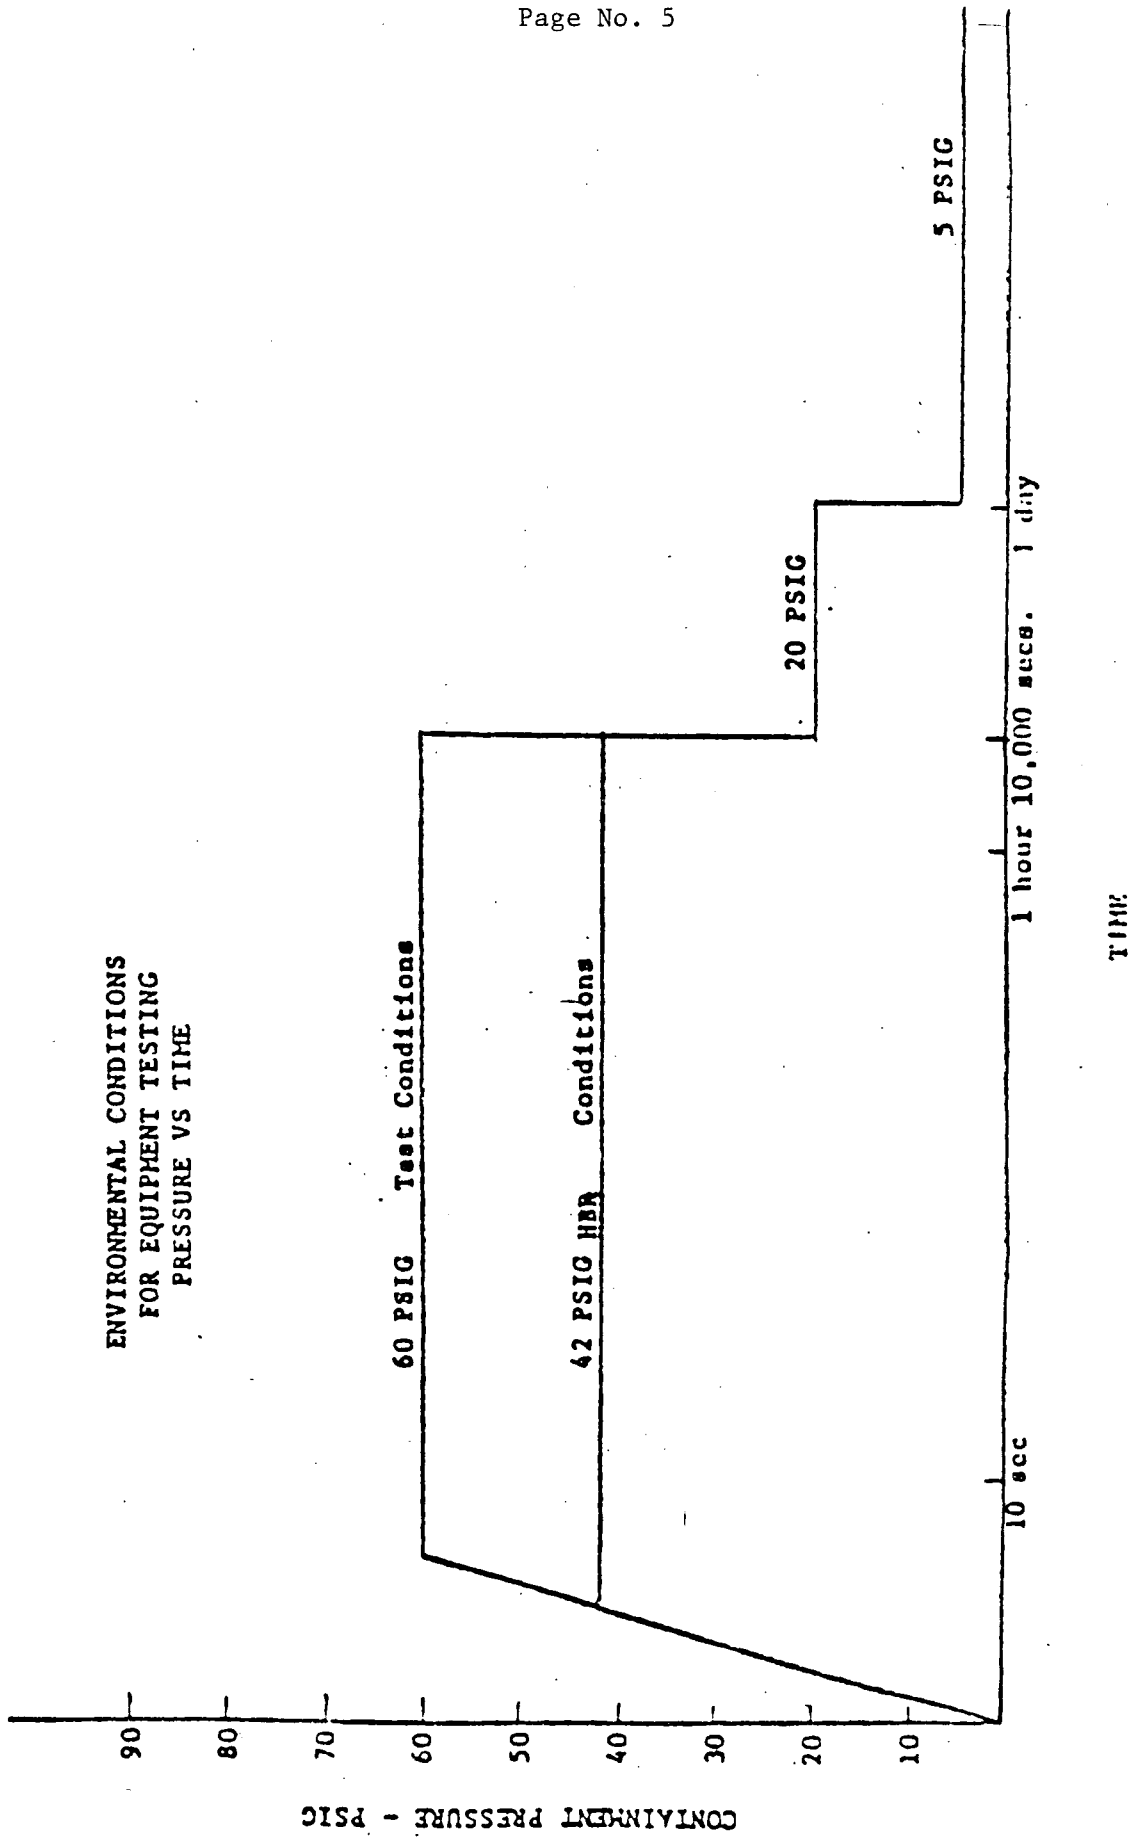 Page No. 5
ENVIRONMENTAL CONDITIONS
FOR EQUIPMENT TESTING
PRESSURE VS TIME
CONTAINMENT PRESSURE - PSIG
90
80
70
60
50
40
30
20
10
60 PSIG Test Conditions
42 PSIG HBR Conditions
20 PSIG
5 PSIG
10 sec
1 hour
10,000 secs.
1 day
TIME